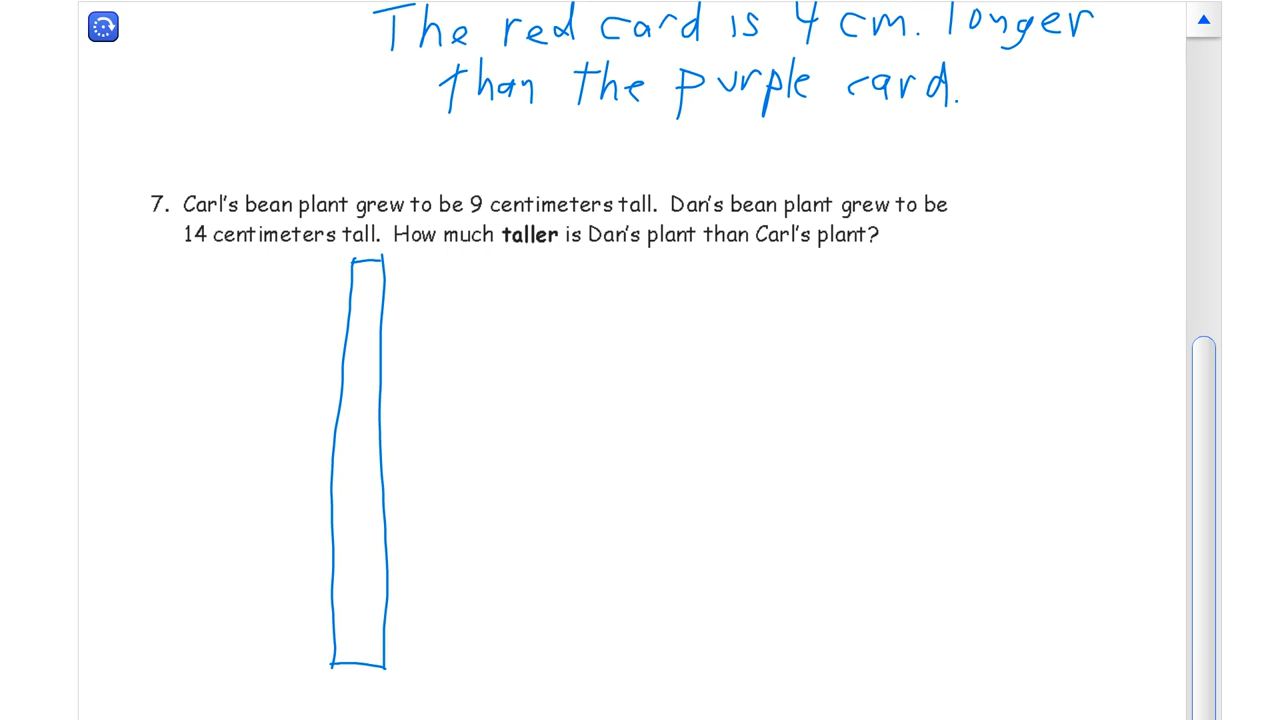 The red card is 4 cm. longer
than the purple card.
7. Carl's bean plant grew to be 9 centimeters tall. Dan's bean plant grew to be
14 centimeters tall. How much taller is Dan's plant than Carl's plant?